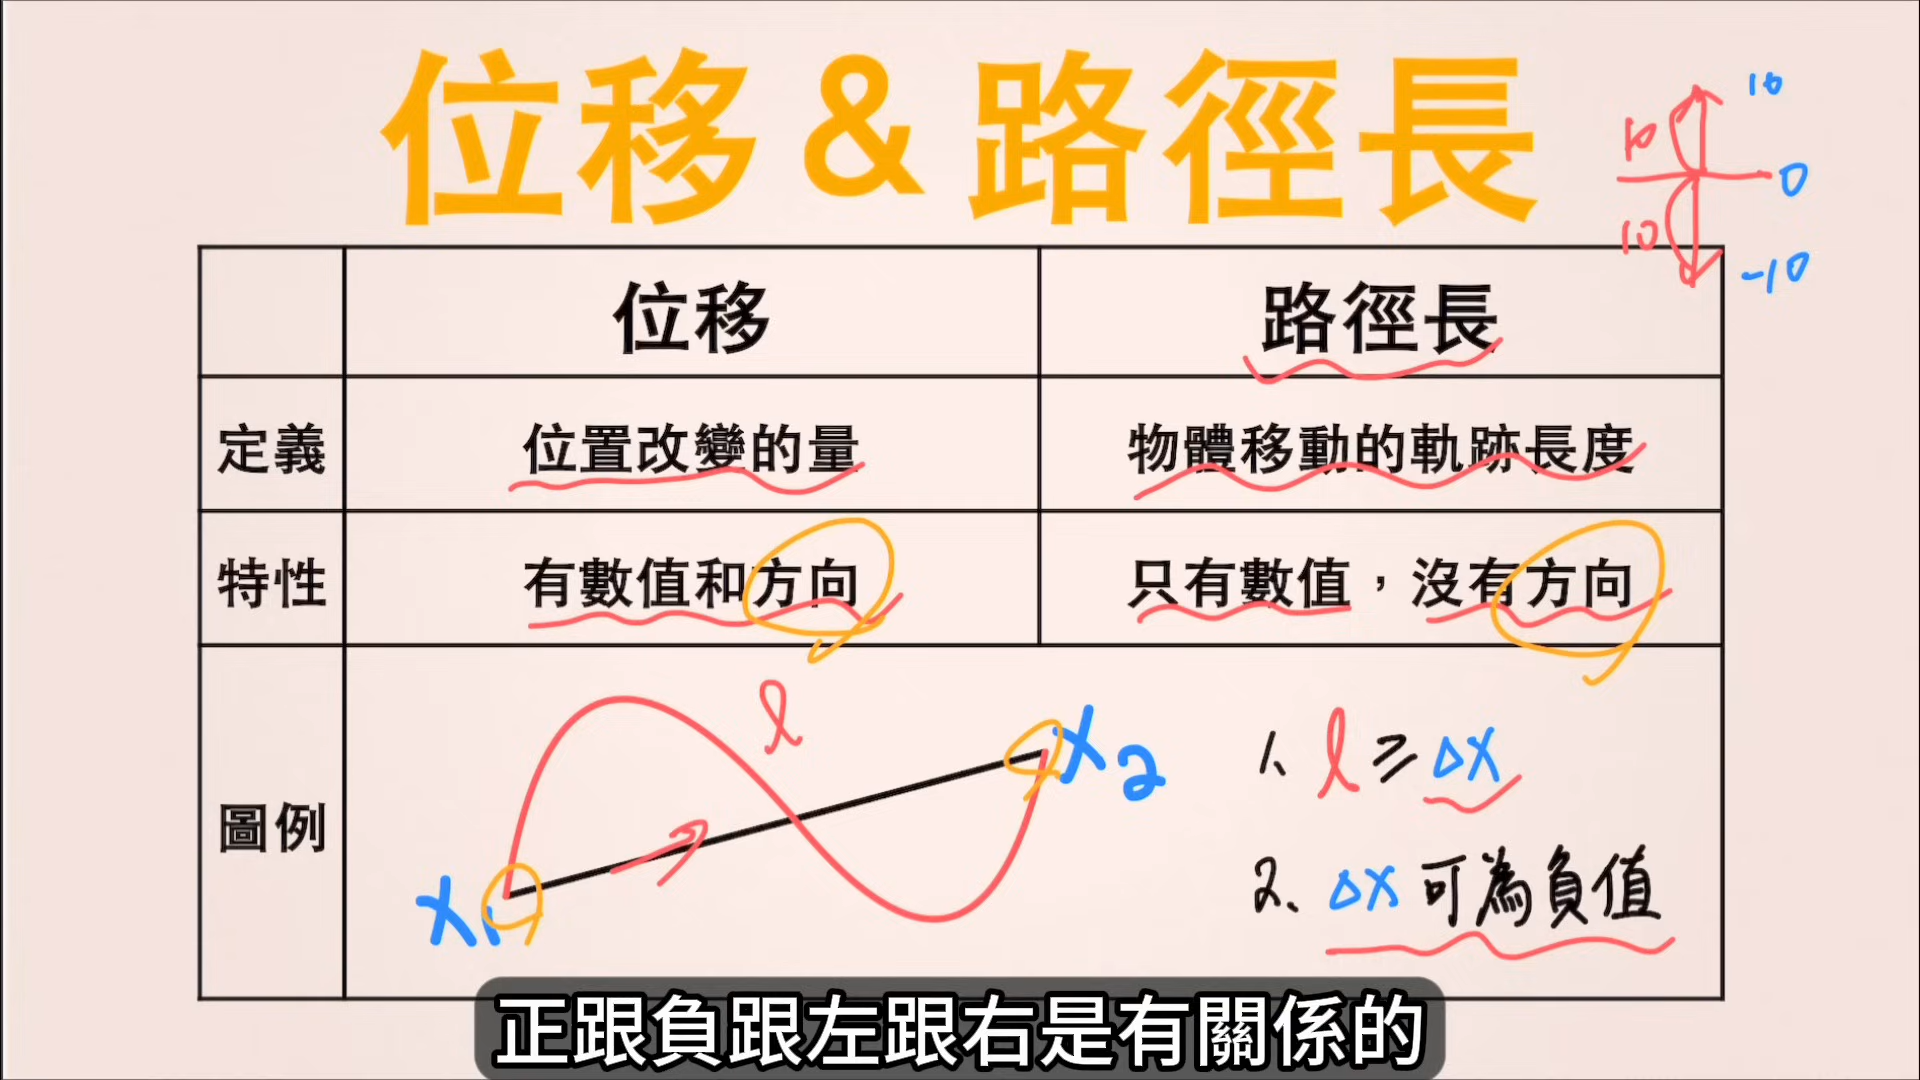 位移&路徑長
10
10
0
10
-10
位移 路徑長
定義 位置改變的量 物體移動的軌跡長度
特性 有數值和方向 只有數值，沒有方向
圖例
l
X1
X2
1、l≥ΔX
2、ΔX可為負值
正跟負跟左跟右是有關係的